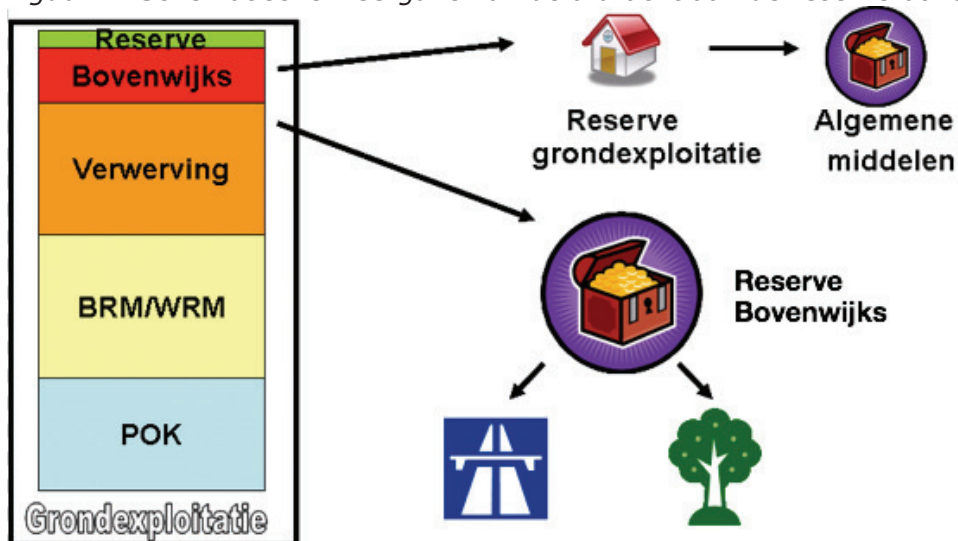 Reserve
Bovenwijks
Verwerving
BRM/WRM
POK
Grondexploitatie
Reserve
grondexploitatie
Algemene
middelen
Reserve
Bovenwijks